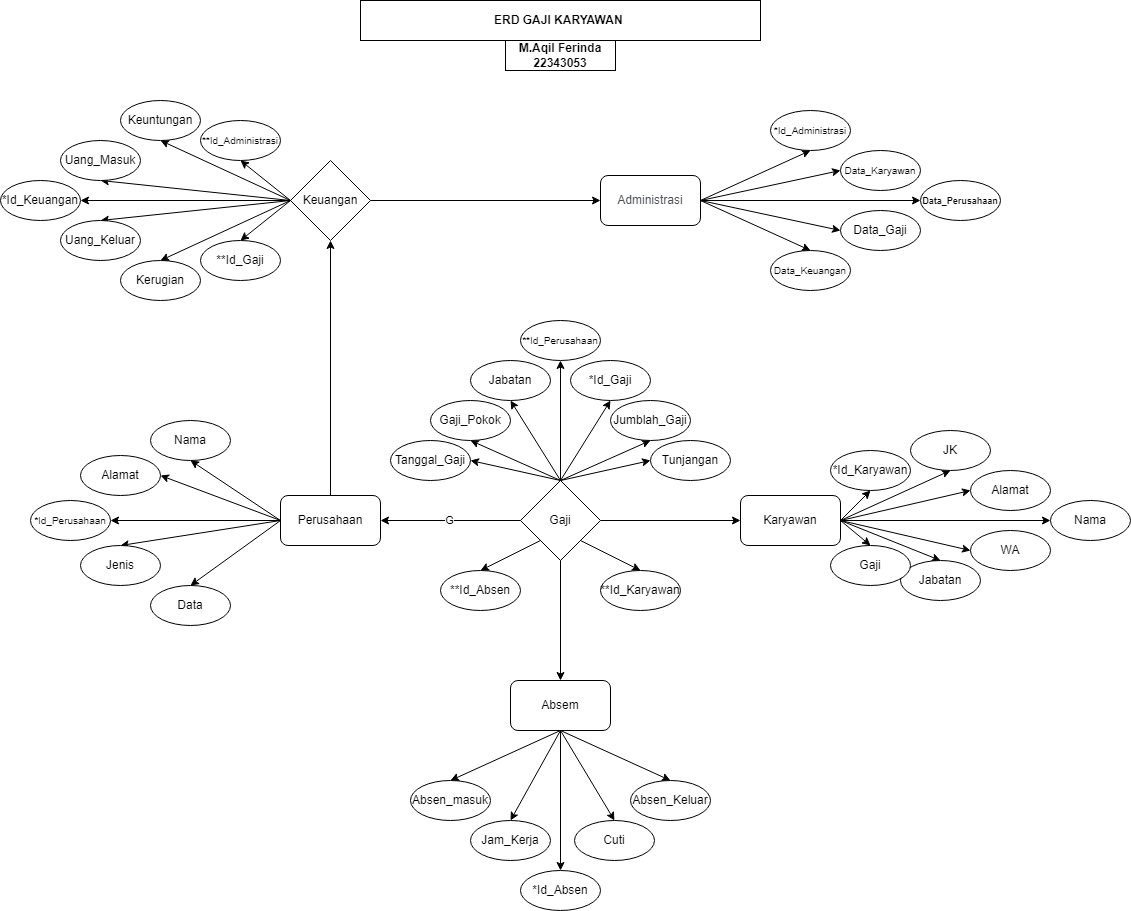 ERD GAJI KARYAWAN
M.Aqil Ferinda
22343053
Keuntungan
**Id_Administrasi
Uang_Masuk
*Id_Keuangan
Keuangan
Uang_Keluar
**Id_Gaji
Kerugian
Administrasi
*Id_Administrasi
Data_Karyawan
Data_Perusahaan
Data_Gaji
Data_Keuangan
**Id_Perusahaan
Jabatan
*Id_Gaji
Gaji_Pokok
Jumblah_Gaji
Tanggal_Gaji
Tunjangan
Nama
Alamat
*Id_Perusahaan
Perusahaan
Jenis
Data
G
Gaji
**Id_Absen
**Id_Karyawan
Karyawan
*Id_Karyawan
JK
Alamat
Nama
WA
Gaji
Jabatan
Absem
Absen_masuk
Absen_Keluar
Jam_Kerja
Cuti
*Id_Absen